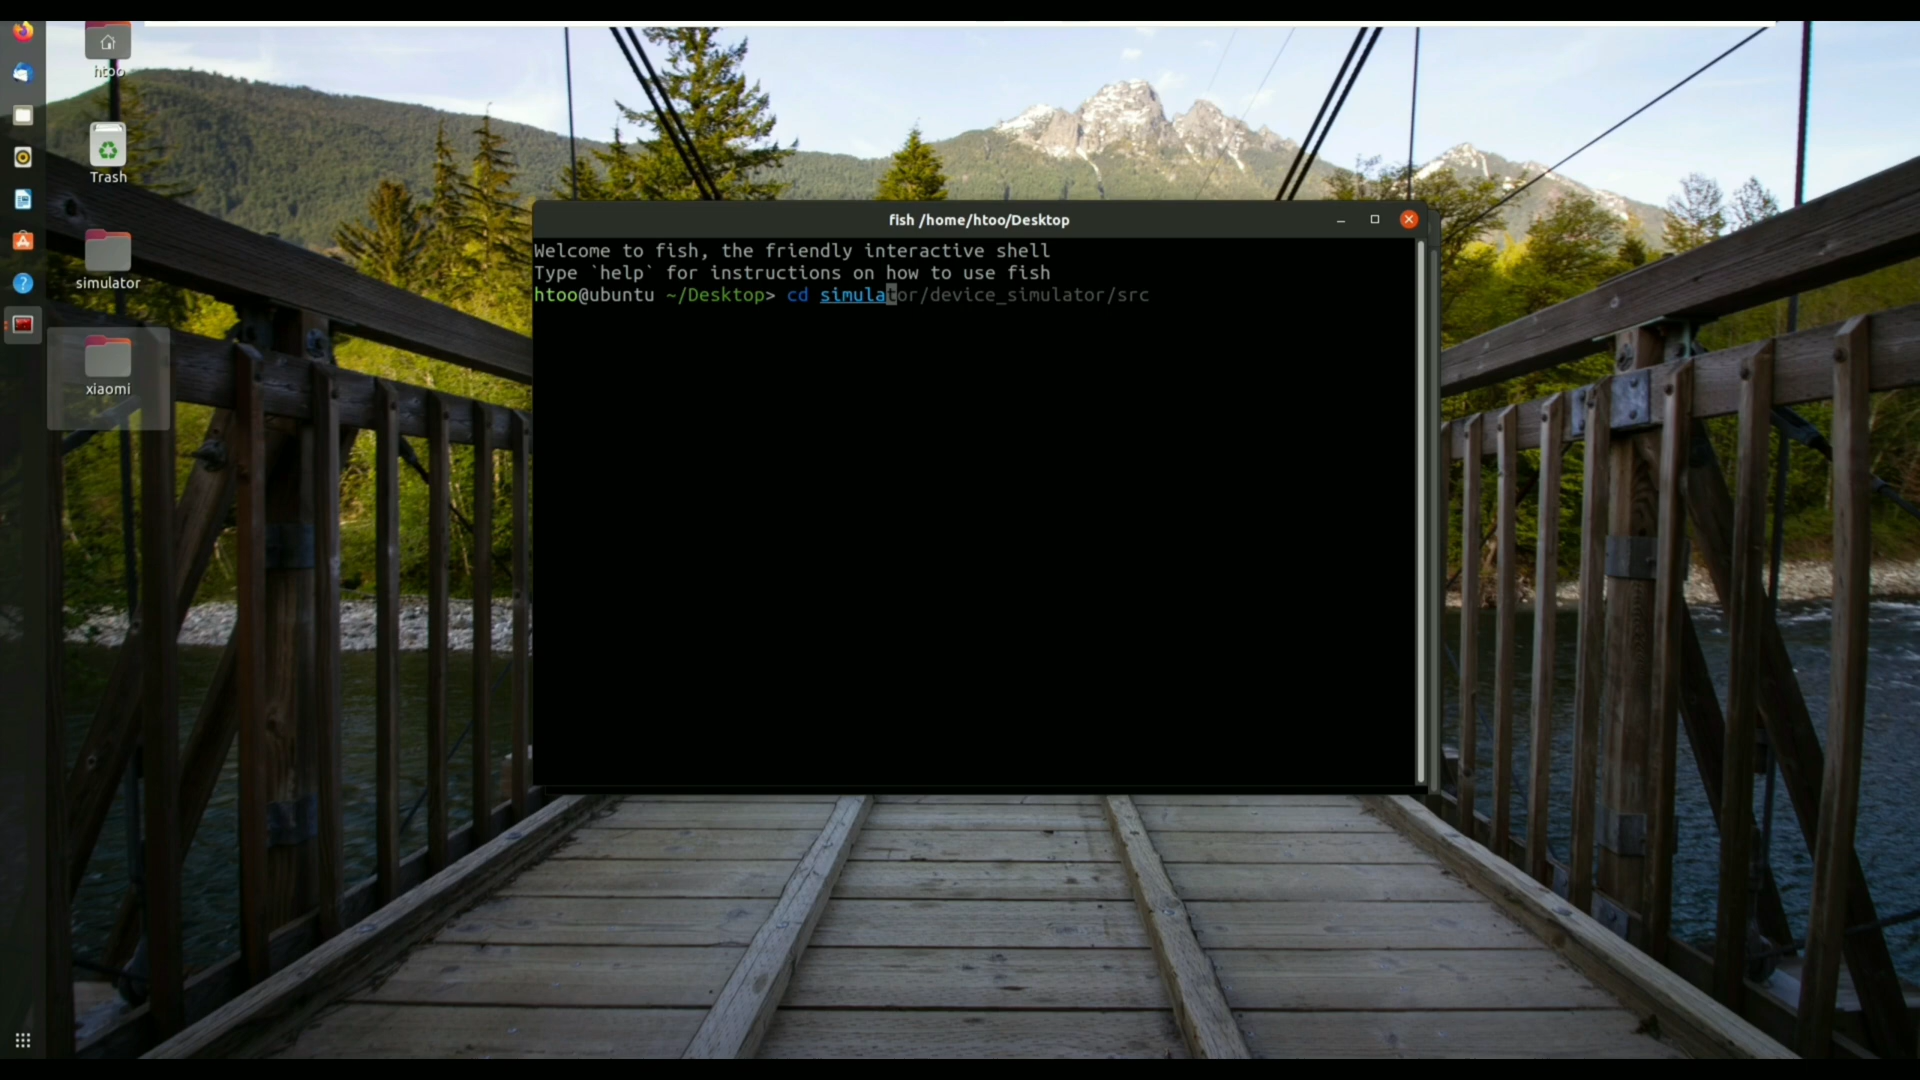 htoo
Trash
simulator
xiaomi
fish /home/htoo/Desktop
Welcome to fish, the friendly interactive shell
Type `help` for instructions on how to use fish
htoo@ubuntu ~/Desktop> cd simulator/device_simulator/src